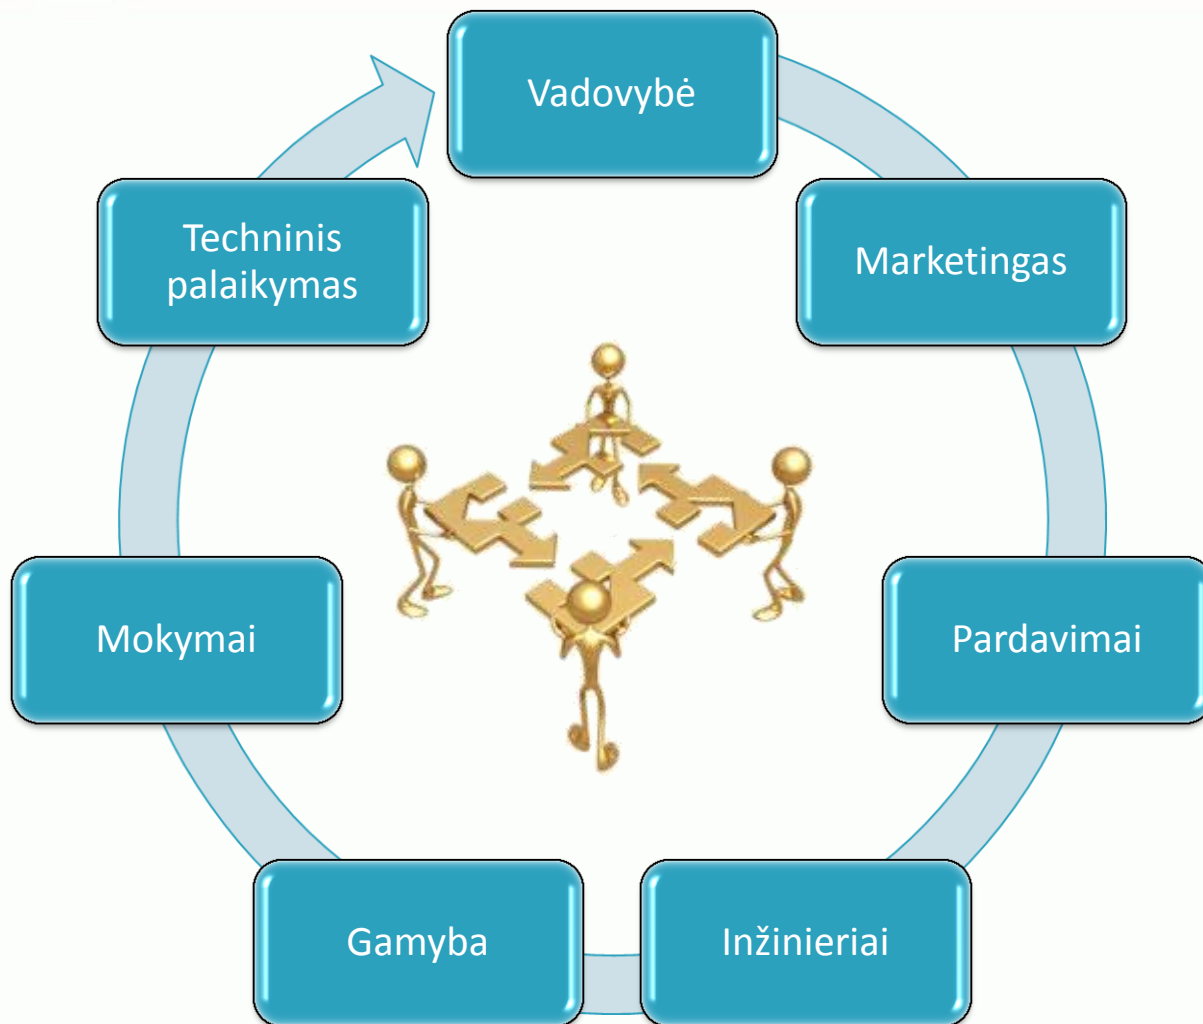 Vadovybė
Marketingas
Pardavimai
Inžinieriai
Gamyba
Mokymai
Techninis
palaikymas